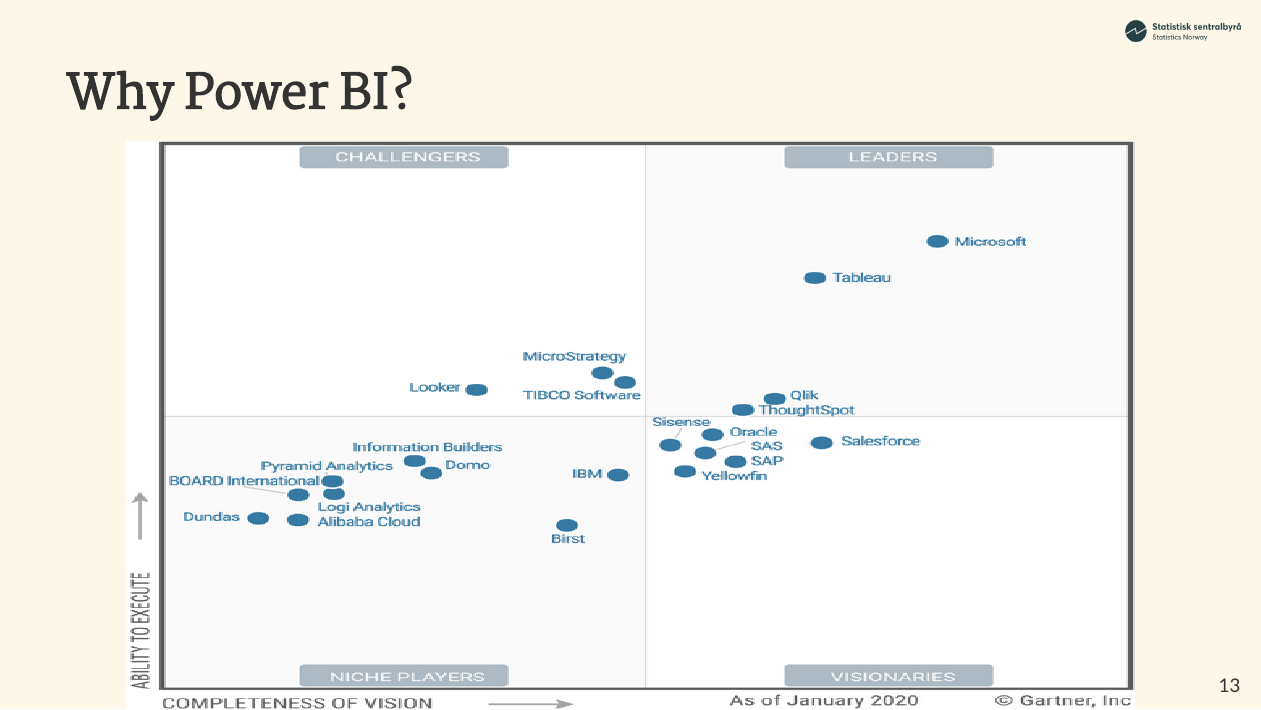 Statistisk sentralbyrå
Statistics Norway
Why Power BI?
CHALLENGERS
LEADERS
Microsoft
Tableau
MicroStrategy
Looker
TIBCO Software
Qlik
ThoughtSpot
Sisense
Oracle
Salesforce
SAS
SAP
Yellowfin
Information Builders
Pyramid Analytics
Domo
BOARD International
IBM
Logi Analytics
Dundas
Alibaba Cloud
Birst
ABILITY TO EXECUTE
NICHE PLAYERS
VISIONARIES
COMPLETENESS OF VISION
As of January 2020
© Gartner, Inc
13